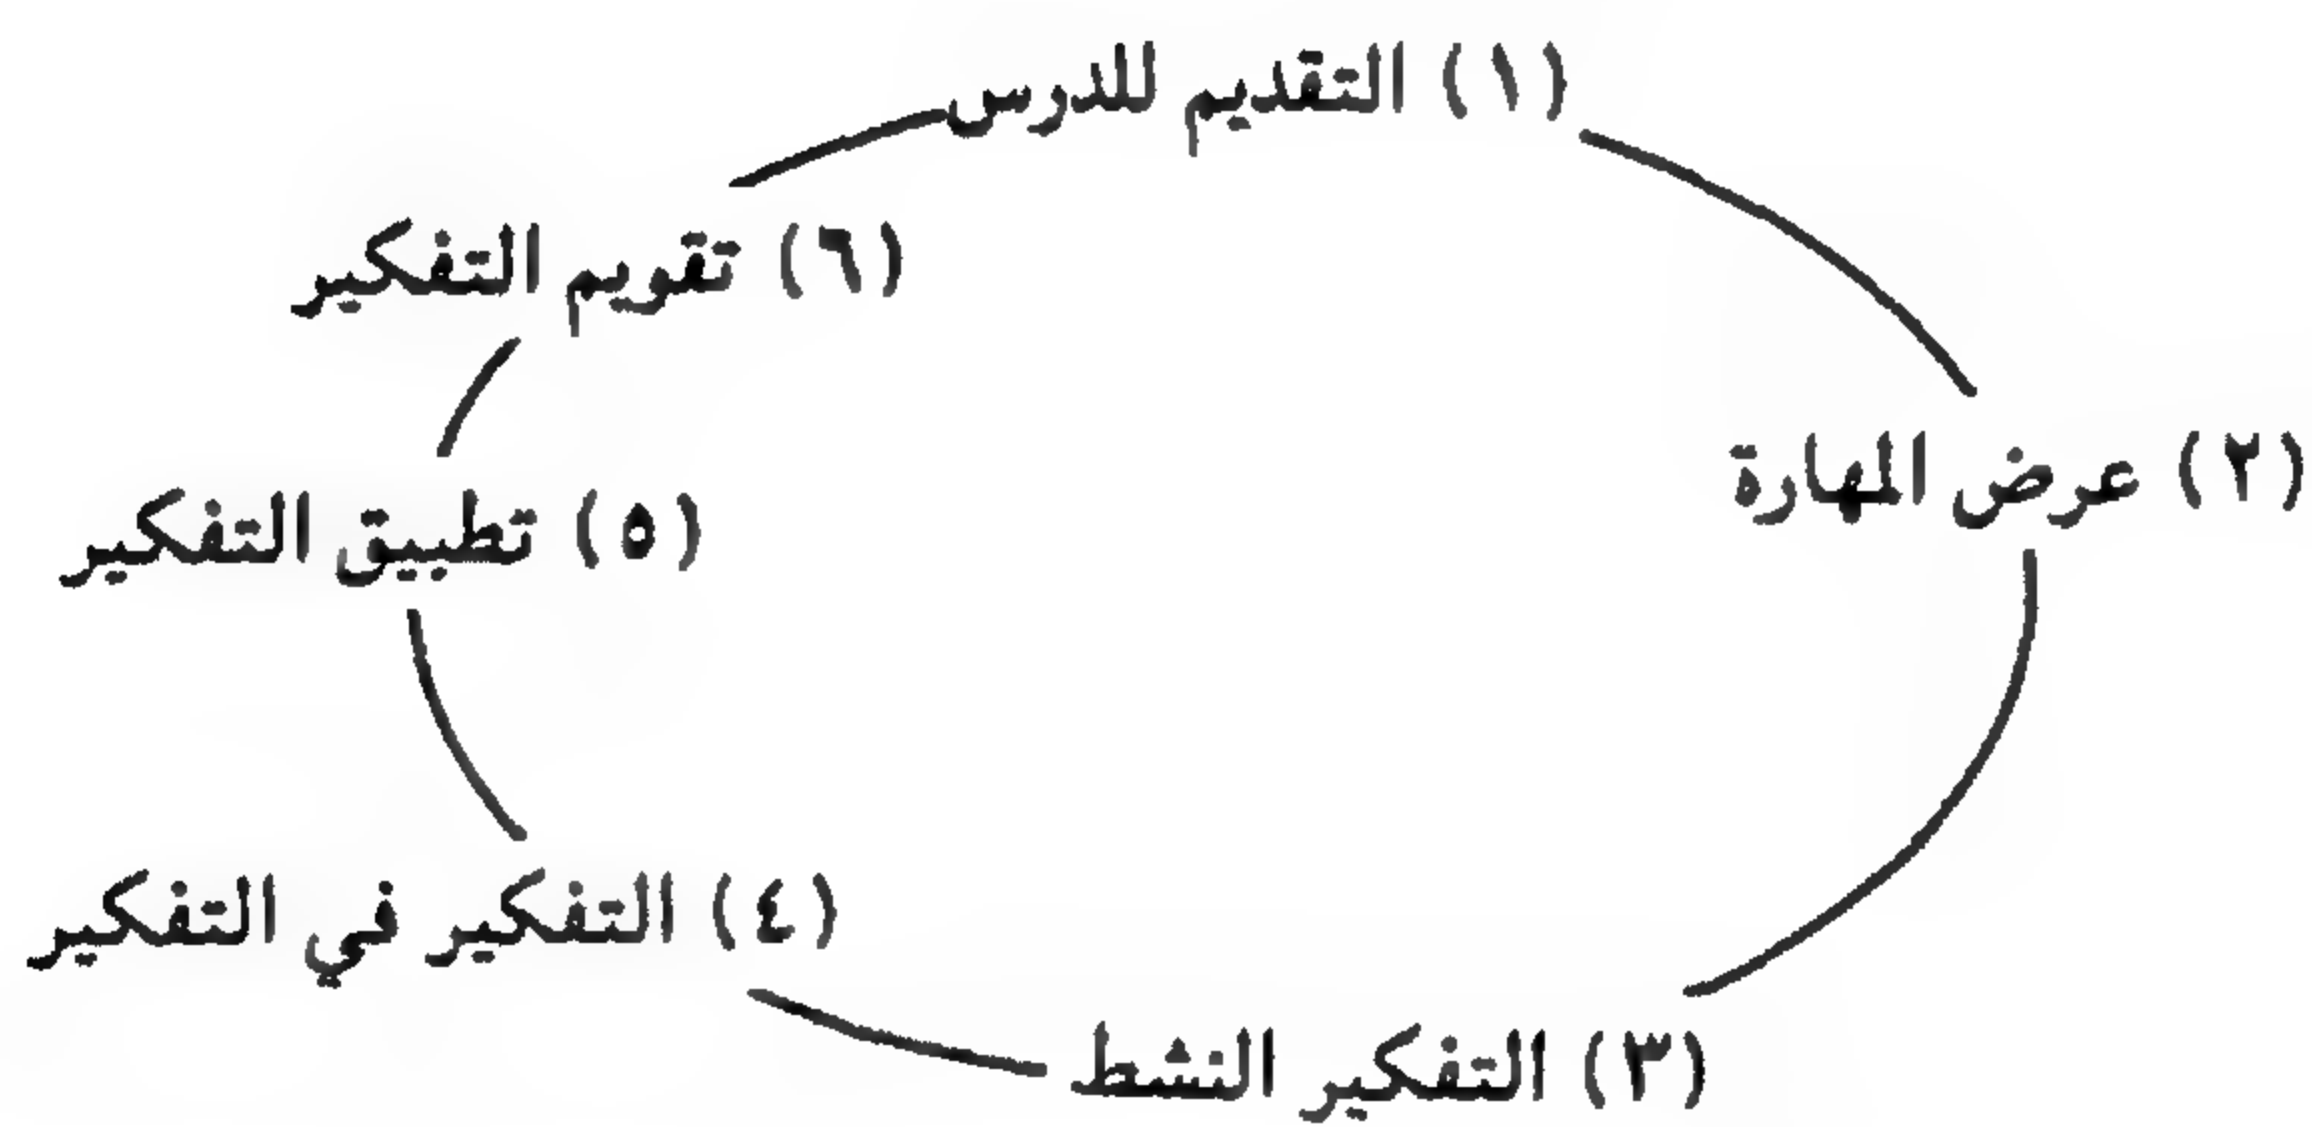 (١) التقديم للدرس
(٢) عرض المهارة
(٣) التفكير النشط
(٤) التفكير في التفكير
(٥) تطبيق التفكير
(٦) تقويم التفكير